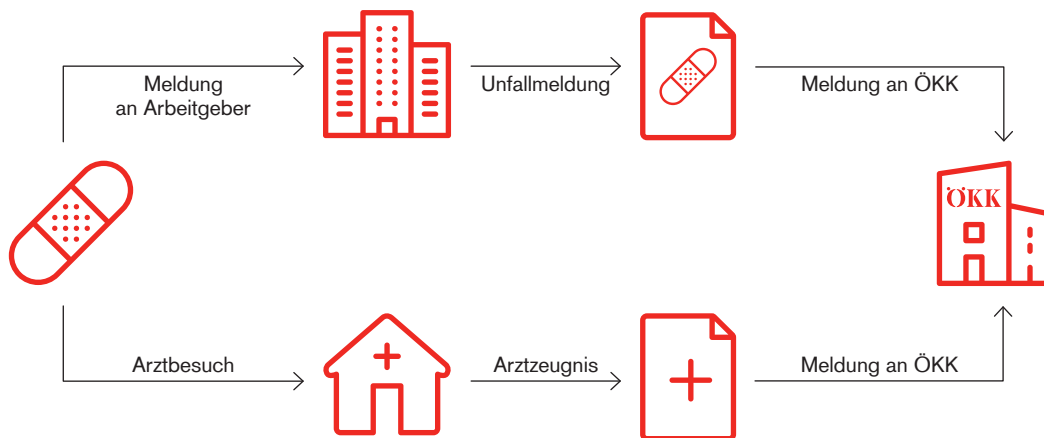 Meldung
an Arbeitgeber
Unfallmeldung
Meldung an ÖKK
ÖKK
Arztbesuch
Arztzeugnis
Meldung an ÖKK